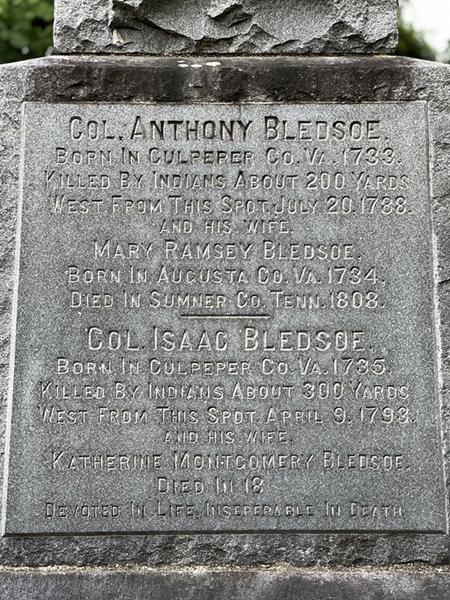 COL. ANTHONY BLEDSOE.
BORN IN CULPEPER CO. VA. 1733.
KILLED BY INDIANS ABOUT 200 YARDS
WEST FROM THIS SPOT. JULY 20. 1788.
AND HIS WIFE.
MARY RAMSEY BLEDSOE.
BORN IN AUGUSTA CO. VA. 1734.
DIED IN SUMNER CO. TENN. 1808.
COL. ISAAC BLEDSOE.
BORN IN CULPEPER CO. VA. 1735.
KILLED BY INDIANS ABOUT 300 YARDS
WEST FROM THIS SPOT. APRIL 9. 1793.
AND HIS WIFE.
KATHERINE MONTGOMERY BLEDSOE.
DIED IN 18
DEVOTED IN LIFE, INSEPERABLE IN DEATH.